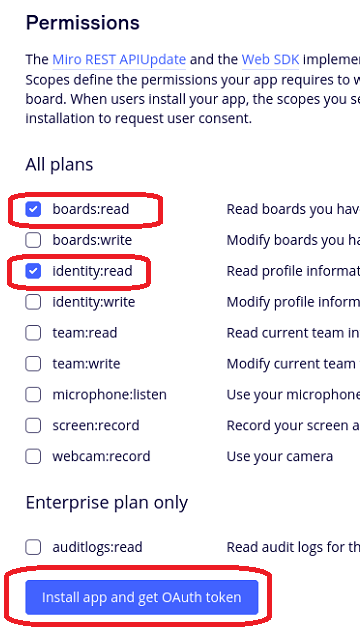 Permissions
The Miro REST APIUpdate and the Web SDK implemen
Scopes define the permissions your app requires to w
board. When users install your app, the scopes you se
installation to request user consent.
All plans
boards:read Read boards you have
boards:write Modify boards you ha
identity:read Read profile informat
identity:write Modify profile inform
team:read Read current team in
team:write Modify current team
microphone:listen Use your microphone
screen:record Record your screen a
webcam:record Use your camera
Enterprise plan only
auditlogs:read Read audit logs for th
Install app and get OAuth token